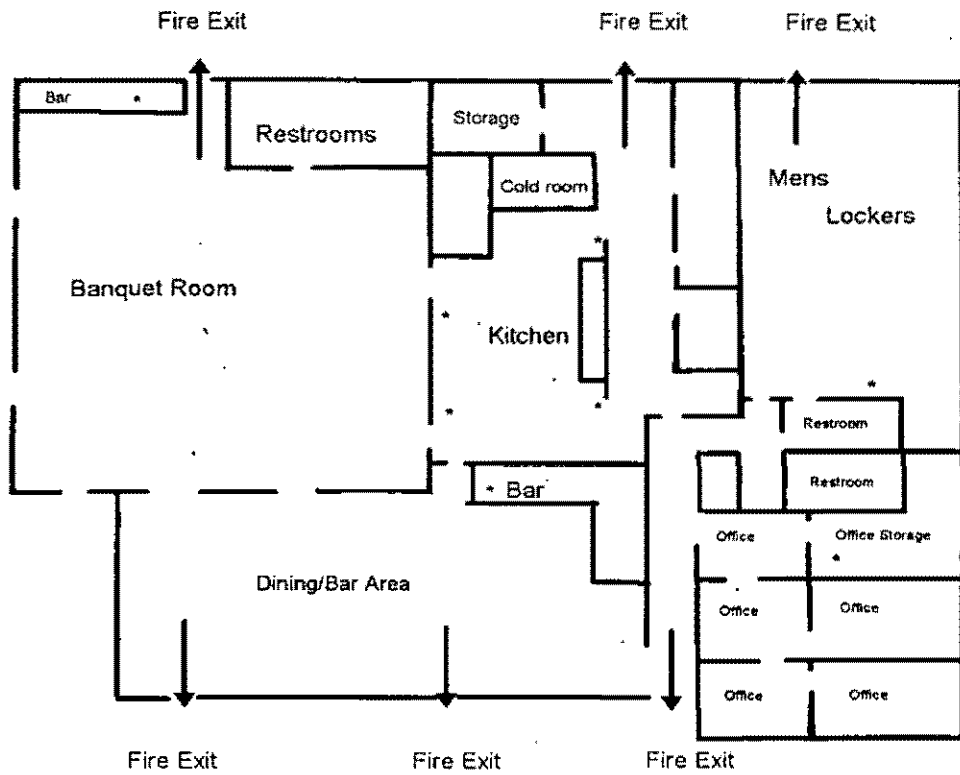 Fire Exit
Fire Exit
Fire Exit
Bar *
Restrooms
Storage
Cold room
Mens
Lockers
*
Banquet Room
*
Kitchen
*
*
*
Restroom
Restroom
* Bar
Office
Office Storage
*
Dining/Bar Area
Office
Office
Office
Office
Fire Exit
Fire Exit
Fire Exit